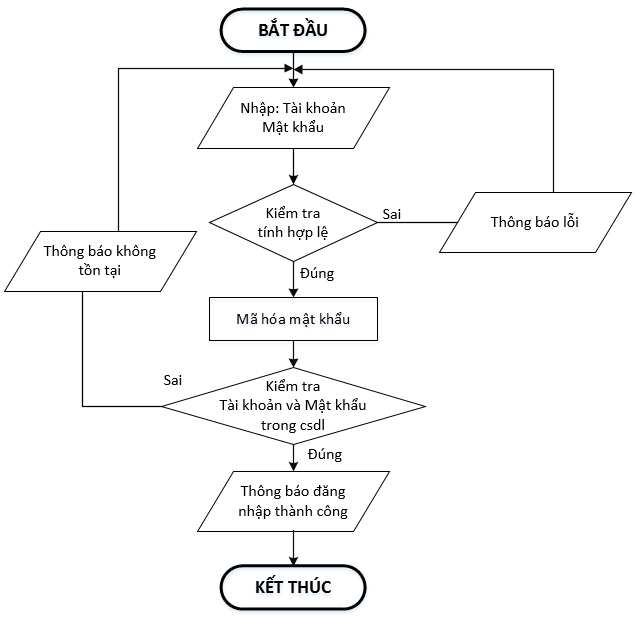 BẮT ĐẦU
Nhập: Tài khoản
Mật khẩu
Kiểm tra
tính hợp lệ
Sai
Thông báo lỗi
Thông báo không
tồn tại
Đúng
Mã hóa mật khẩu
Sai
Kiểm tra
Tài khoản và Mật khẩu
trong csdl
Đúng
Thông báo đăng
nhập thành công
KẾT THÚC